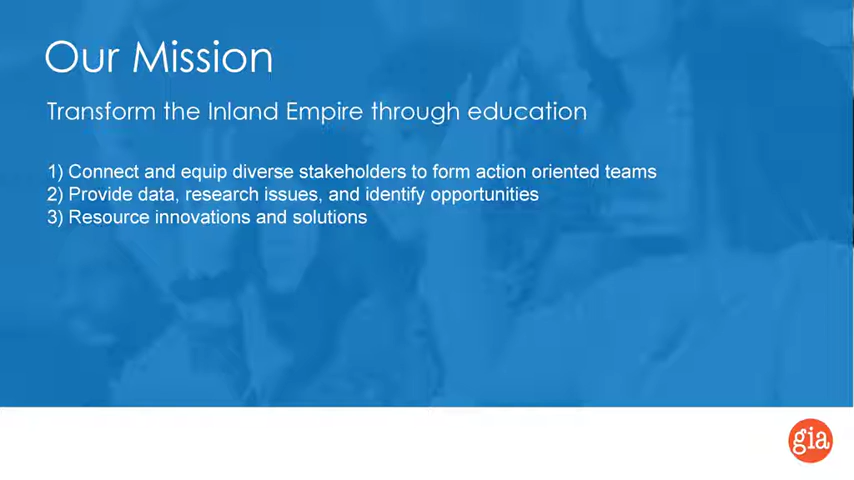 Our Mission
Transform the Inland Empire through education
1) Connect and equip diverse stakeholders to form action oriented teams
2) Provide data, research issues, and identify opportunities
3) Resource innovations and solutions
gia